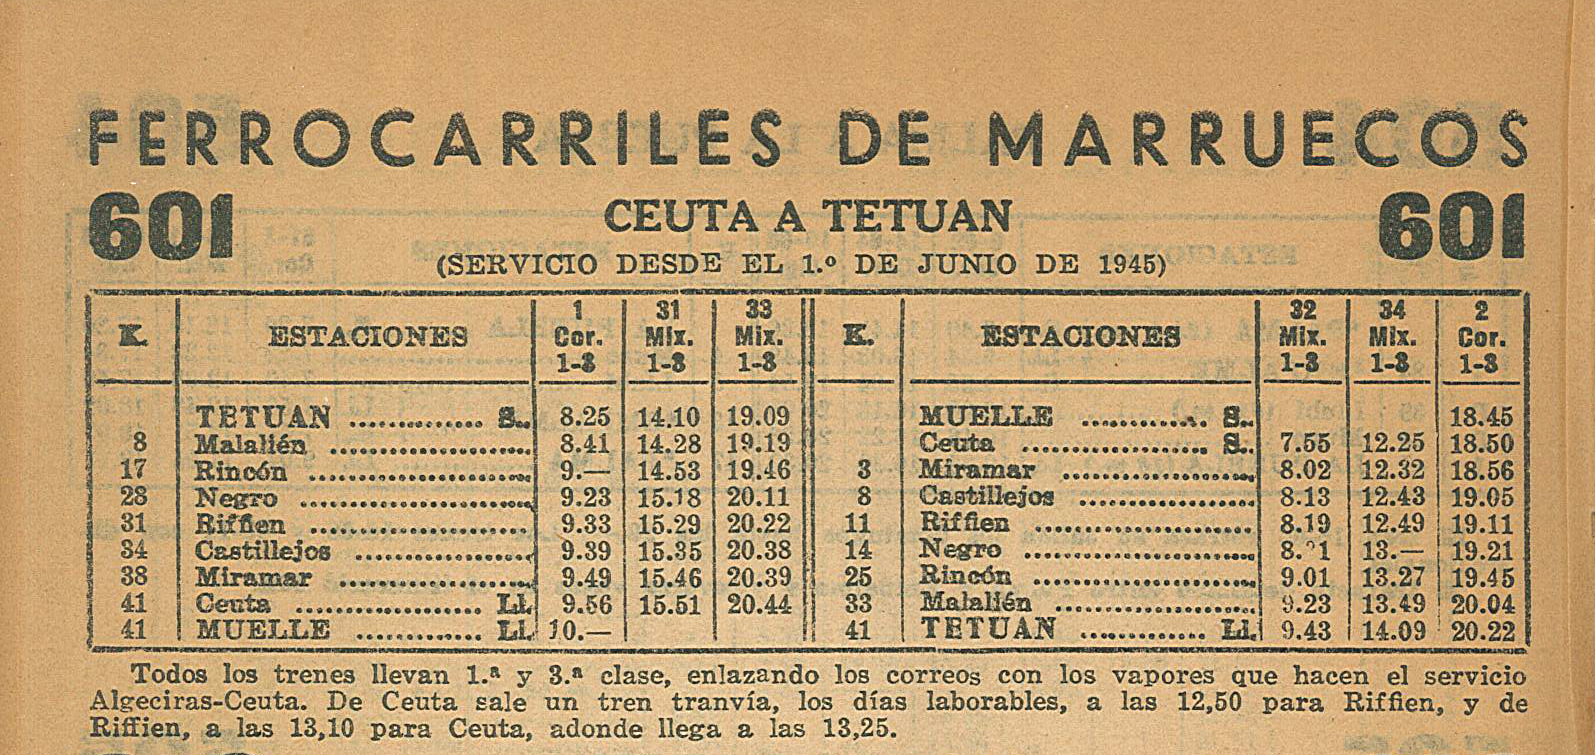 FERROCARRILES DE MARRUECOS
601 CEUTA A TETUAN 601
(SERVICIO DESDE EL 1.º DE JUNIO DE 1945)
K. ESTACIONES 1 Cor. 1-3 31 Mix. 1-3 33 Mix. 1-3 K. ESTACIONES 32 Mix. 1-3 34 Mix. 1-3 2 Cor. 1-3
TETUAN .............. S.. 8.25 14.10 19.09 MUELLE ............ S.. 18.45
8 Malalién ........................ 8.41 14.28 19.19 Ceuta .................. S.. 7.55 12.25 18.50
17 Rincón .......................... 9.— 14.53 19.46 3 Miramar ...................... 8.02 12.32 18.56
28 Negro ........................... 9.23 15.18 20.11 8 Castillejos .................... 8.13 12.43 19.05
31 Riffien .......................... 9.33 15.29 20.22 11 Riffien ......................... 8.19 12.49 19.11
34 Castillejos ..................... 9.39 15.35 20.38 14 Negro .......................... 13.— 19.21
38 Miramar ....................... 9.49 15.46 20.39 25 Rincón ......................... 9.01 13.27 19.45
41 Ceuta ..................... Ll. 9.56 15.51 20.44 33 Malalién ....................... 9.23 13.49 20.04
41 MUELLE .............. Ll. 10.— 41 TETUAN ............. Ll. 9.43 14.09 20.22
Todos los trenes llevan 1.ª y 3.ª clase, enlazando los correos con los vapores que hacen el servicio
Algeciras-Ceuta. De Ceuta sale un tren tranvía, los días laborables, a las 12,50 para Riffien, y de
Riffien, a las 13,10 para Ceuta, adonde llega a las 13,25.